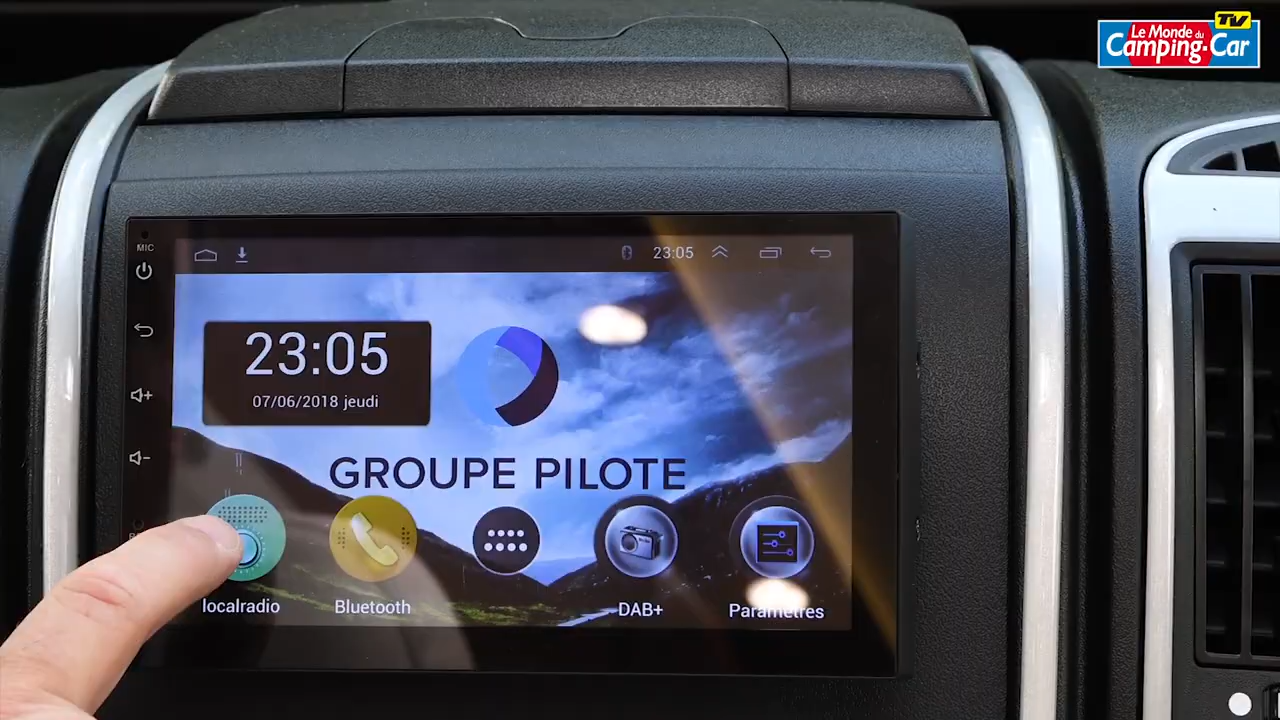 Le Monde du
Camping-Car
TV
MIC
23:05
23:05
07/06/2018 jeudi
GROUPE PILOTE
localradio
Bluetooth
DAB+
Paramètres